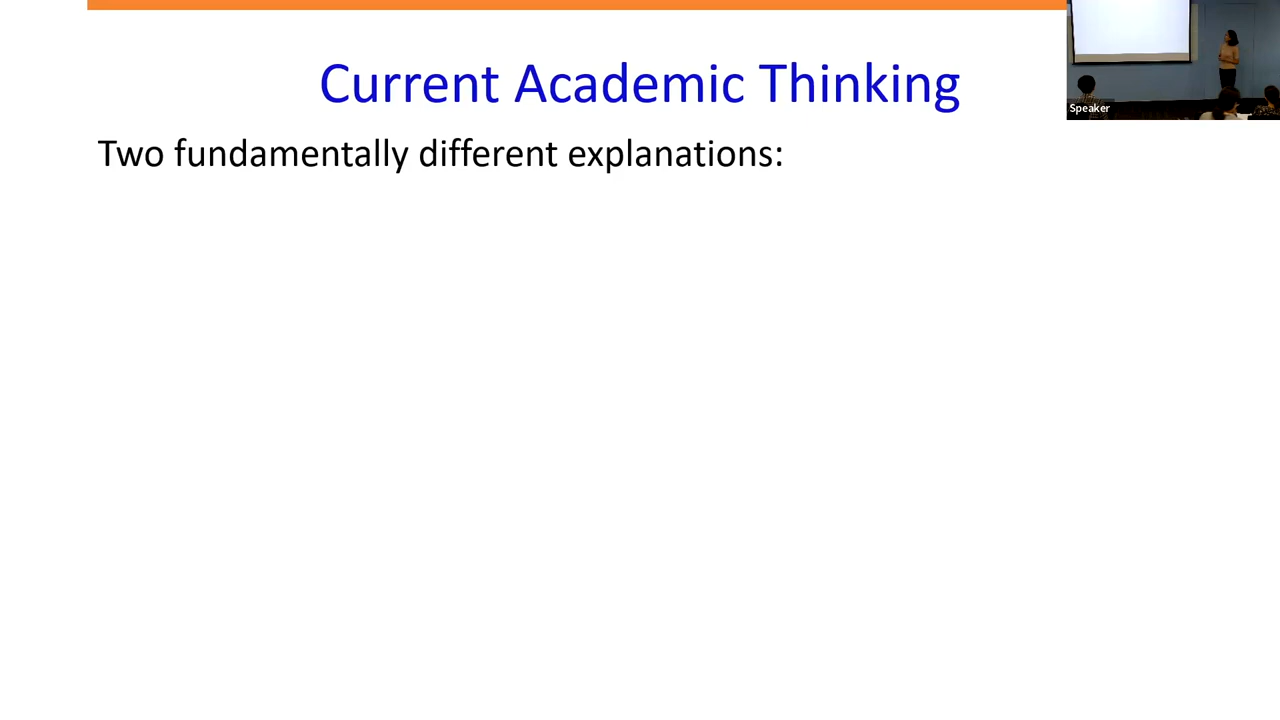 Current Academic Thinking
Speaker
Two fundamentally different explanations: